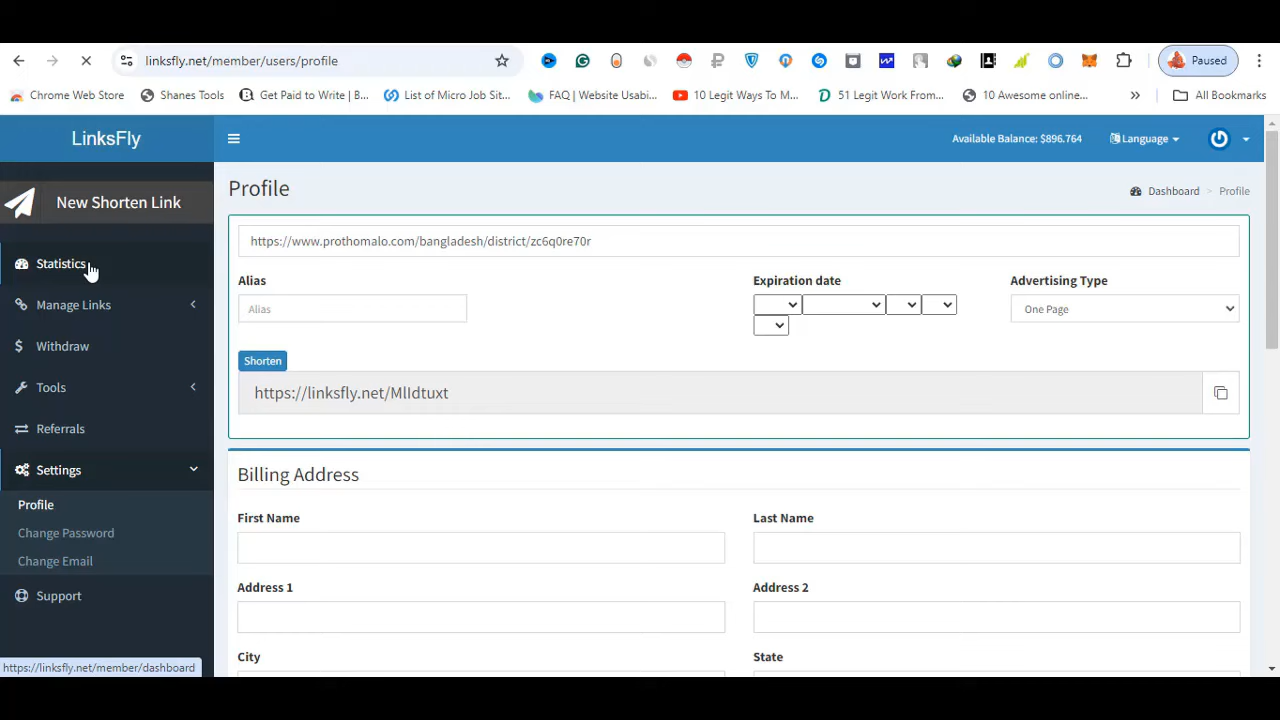 linksfly.net/member/users/profile
Paused
Chrome Web Store
Shanes Tools
Get Paid to Write | B...
List of Micro Job Sit...
FAQ | Website Usabi...
10 Legit Ways To M...
51 Legit Work From...
10 Awesome online...
All Bookmarks
LinksFly
Available Balance: $896.764
Language
New Shorten Link
Profile
Dashboard > Profile
https://www.prothomalo.com/bangladesh/district/zc6q0re70r
Statistics
Alias
Expiration date
Advertising Type
Manage Links
Alias
One Page
Withdraw
Shorten
Tools
https://linksfly.net/MlIdtuxt
Referrals
Settings
Billing Address
Profile
First Name
Last Name
Change Password
Change Email
Address 1
Address 2
Support
City
State
https://linksfly.net/member/dashboard